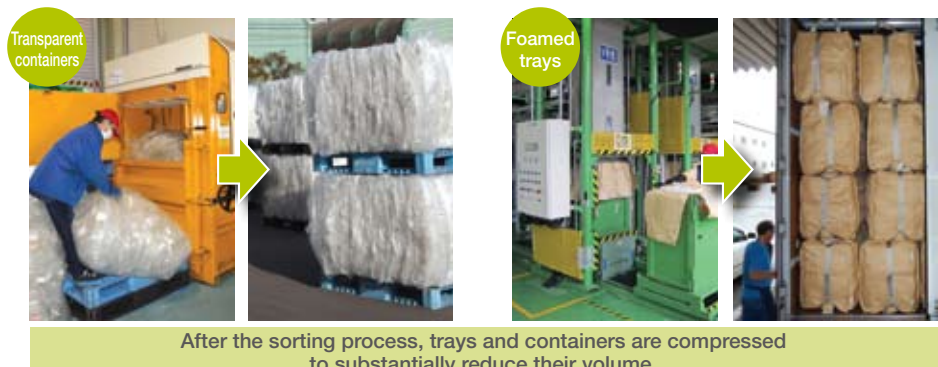 Transparent
containers
Foamed
trays
After the sorting process, trays and containers are compressed
to substantially reduce their volume